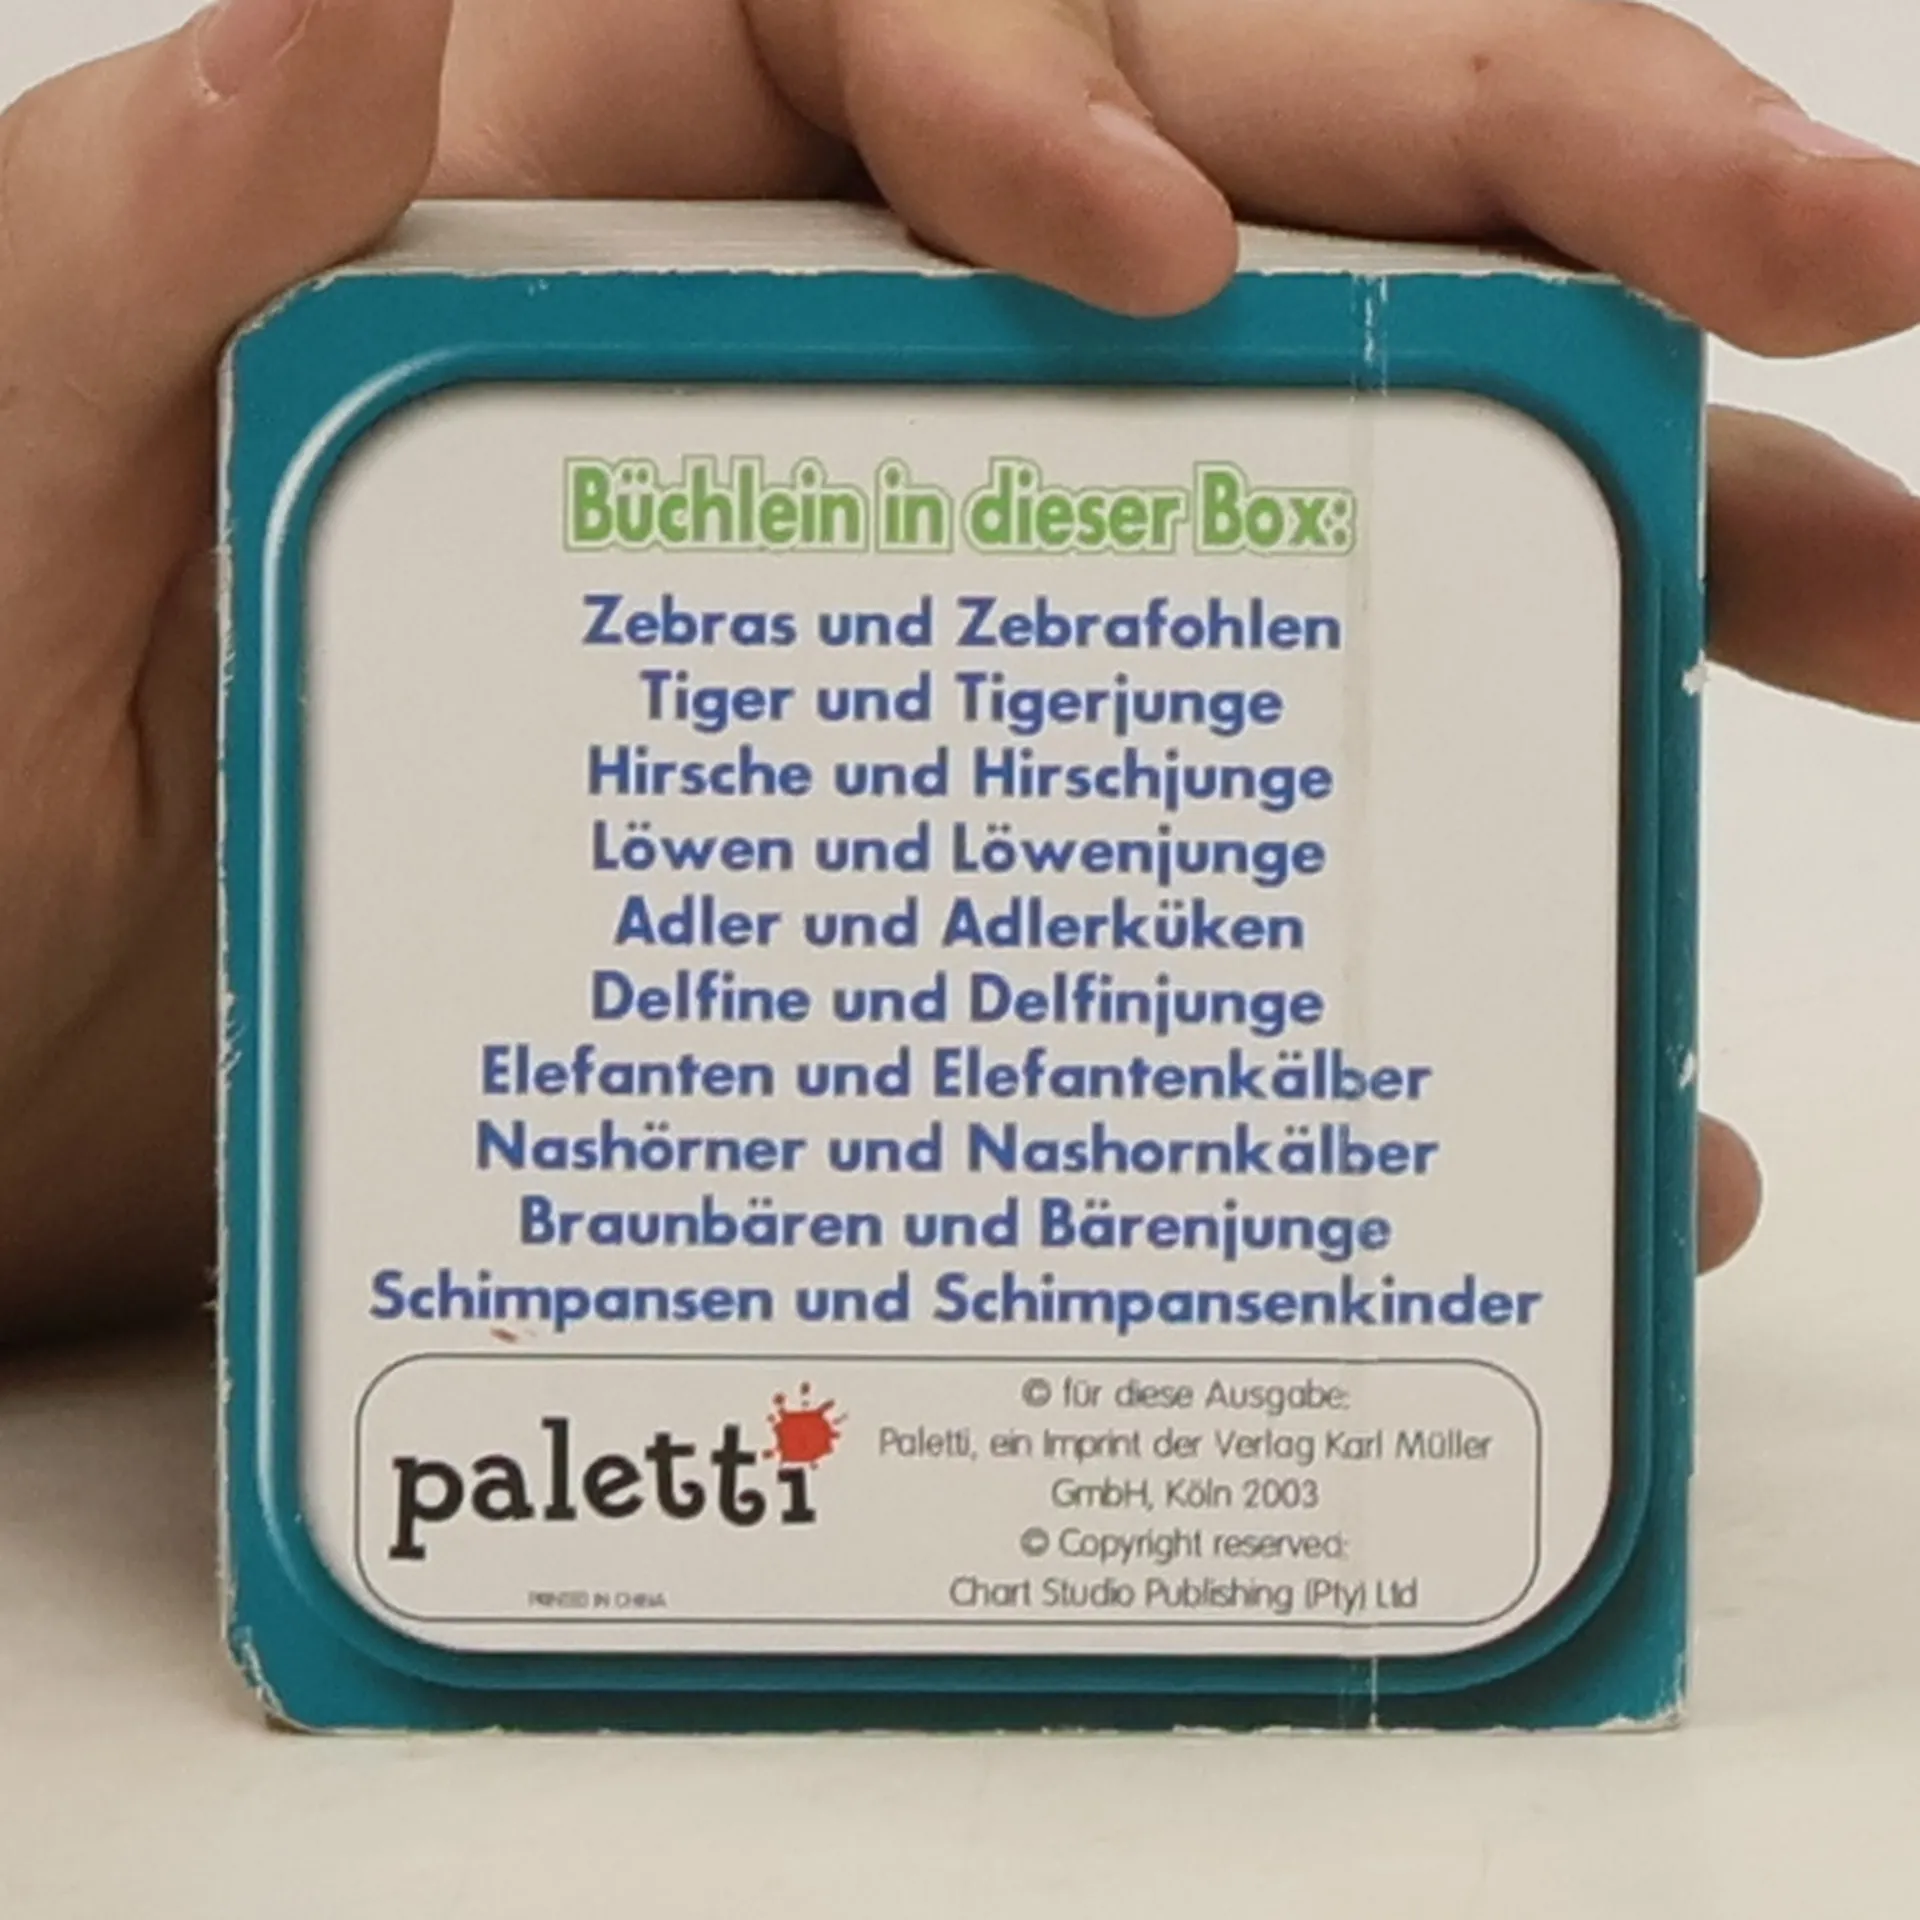 Büchlein in dieser Box:
Zebras und Zebrafohlen
Tiger und Tigerjunge
Hirsche und Hirschjunge
Löwen und Löwenjunge
Adler und Adlerküken
Delfine und Delfinjunge
Elefanten und Elefantenkälber
Nashörner und Nashornkälber
Braunbären und Bärenjunge
Schimpansen und Schimpansenkinder
paletti
PRINTED IN CHINA
© für diese Ausgabe:
Paletti, ein Imprint der Verlag Karl Müller
GmbH, Köln 2003
© Copyright reserved:
Chart Studio Publishing (Pty) Ltd